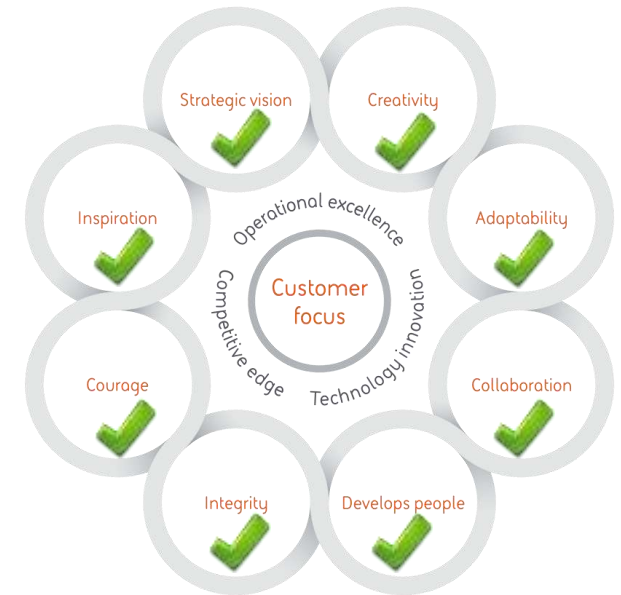 Strategic vision
Creativity
Inspiration
Adaptability
Operational excellence
Competitive edge
Technology innovation
Customer
focus
Courage
Collaboration
Integrity
Develops people